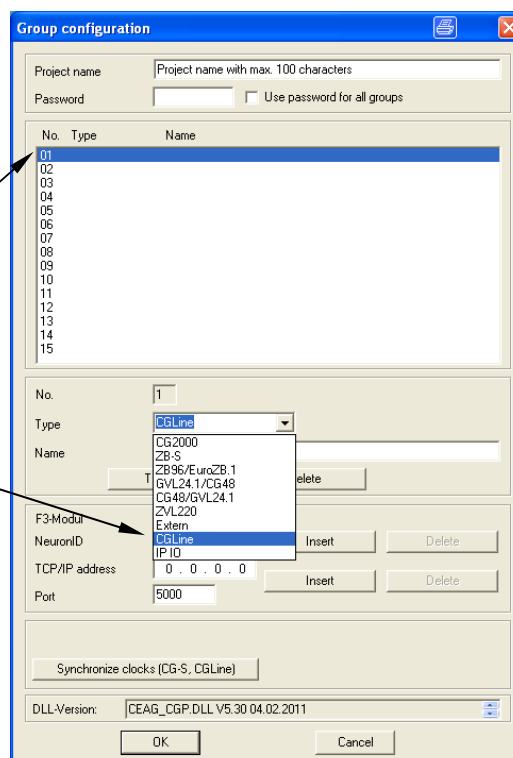 Group configuration
Project name Project name with max. 100 characters
Password Use password for all groups
No. Type Name
01
02
03
04
05
06
07
08
09
10
11
12
13
14
15
No. 1
Type CGLine
CG2000
Name ZB-S
ZB96/EuroZB.1
T GVL24.1/CG48 elete
CG48/GVL24.1
ZVL220
F3-Modul Extern
NeuronID CGLine Insert Delete
IP IO
TCP/IP address 0 . 0 . 0 . 0 Insert Delete
Port 5000
Synchronize clocks (CG-S, CGLine)
DLL-Version: CEAG_CGP.DLL V5.30 04.02.2011
OK Cancel